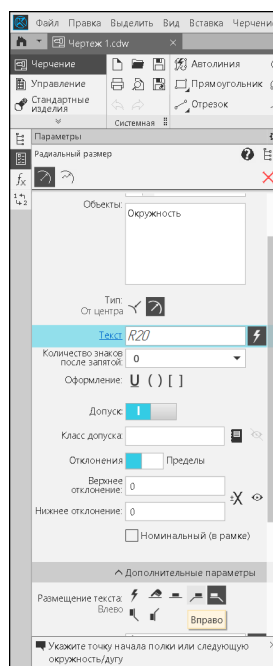 Файл Правка Выделить Вид Вставка Черчени
Чертеж 1.cdw
Черчение
Автолиния
Управление
Прямоугольник
Стандартные
изделия
Отрезок
Системная
Параметры
Радиальный размер
Объекты:
Окружность
Тип:
От центра
Текст R20
Количество знаков
после запятой: 0
Оформление: U ( ) [ ]
Допуск:
Класс допуска:
Отклонения Пределы
Верхнее
отклонение: 0
Нижнее отклонение: 0
±X
Номинальный (в рамке)
Дополнительные параметры
Размещение текста:
Влево
Вправо
Укажите точку начала полки или следующую
окружность/дугу